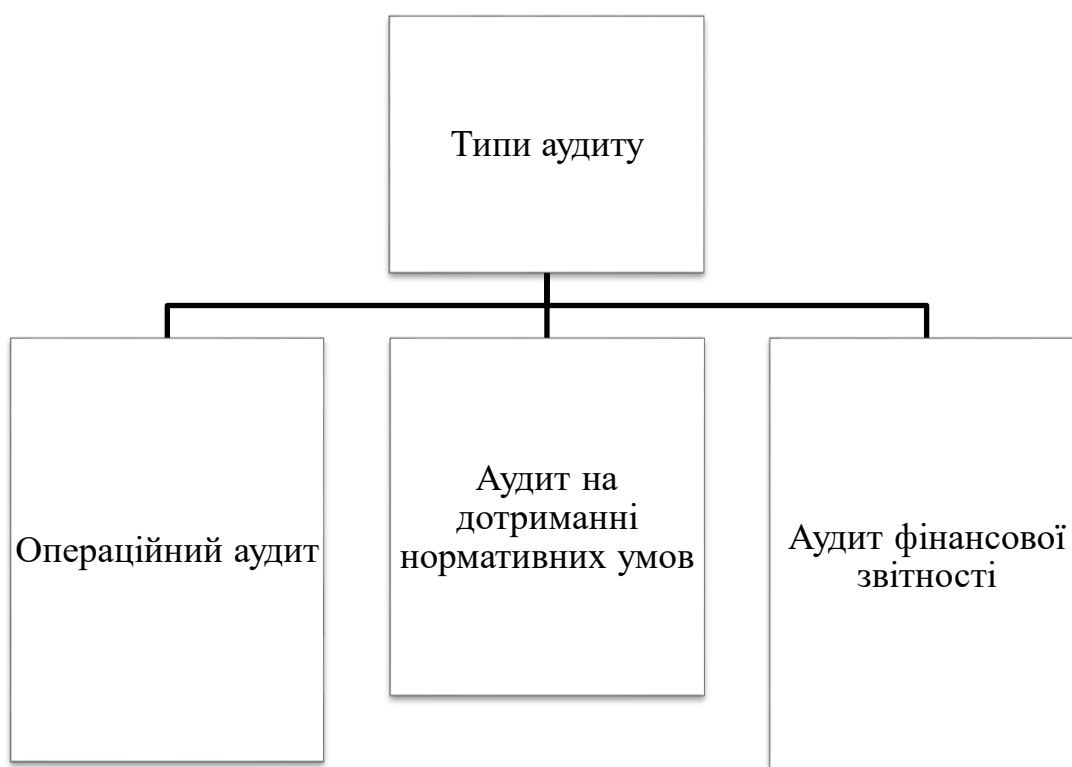 Типи аудиту
Операційний аудит
Аудит на
дотриманні
нормативних умов
Аудит фінансової
звітності